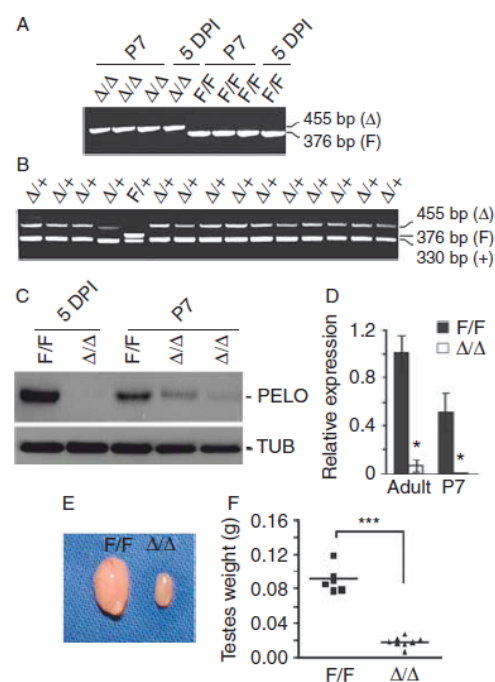 A
P7 5 DPI P7 5 DPI
Δ/Δ Δ/Δ Δ/Δ Δ/Δ F/F F/F F/F F/F
455 bp (Δ)
376 bp (F)
B
Δ/+ Δ/+ Δ/+ Δ/+ F/+ Δ/+ Δ/+ Δ/+ Δ/+ Δ/+ Δ/+ Δ/+ Δ/+ Δ/+
455 bp (Δ)
376 bp (F)
330 bp (+)
C
5 DPI P7
F/F Δ/Δ F/F Δ/Δ Δ/Δ
- PELO
- TUB
D
F/F
Δ/Δ
Relative expression
1.2
0.8
0.4
0
* *
Adult P7
E
F/F Δ/Δ
F
Testes weight (g)
0.16
0.12
0.08
0.04
0.00
***
F/F Δ/Δ